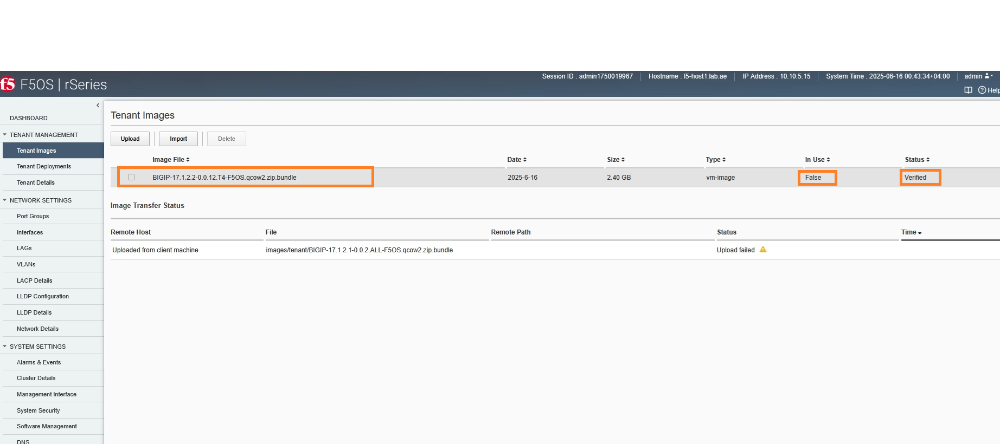 Session ID : admin1750019967 Hostname : f5-host1.lab.ae IP Address : 10.10.5.15 System Time : 2025-06-16 00:43:34+04:00 admin
f5 F5OS | rSeries
Help
DASHBOARD
TENANT MANAGEMENT
Tenant Images
Tenant Deployments
Tenant Details
NETWORK SETTINGS
Port Groups
Interfaces
LAGs
VLANs
LACP Details
LLDP Configuration
LLDP Details
Network Details
SYSTEM SETTINGS
Alarms & Events
Cluster Details
Management Interface
System Security
Software Management
DNS
Tenant Images
Upload Import Delete
Image File Date Size Type In Use Status
BIGIP-17.1.2.2-0.0.12.T4-F5OS.qcow2.zip.bundle 2025-6-16 2.40 GB vm-image False Verified
Image Transfer Status
Remote Host File Remote Path Status Time
Uploaded from client machine images/tenant/BIGIP-17.1.2.1-0.0.2.ALL-F5OS.qcow2.zip.bundle Upload failed